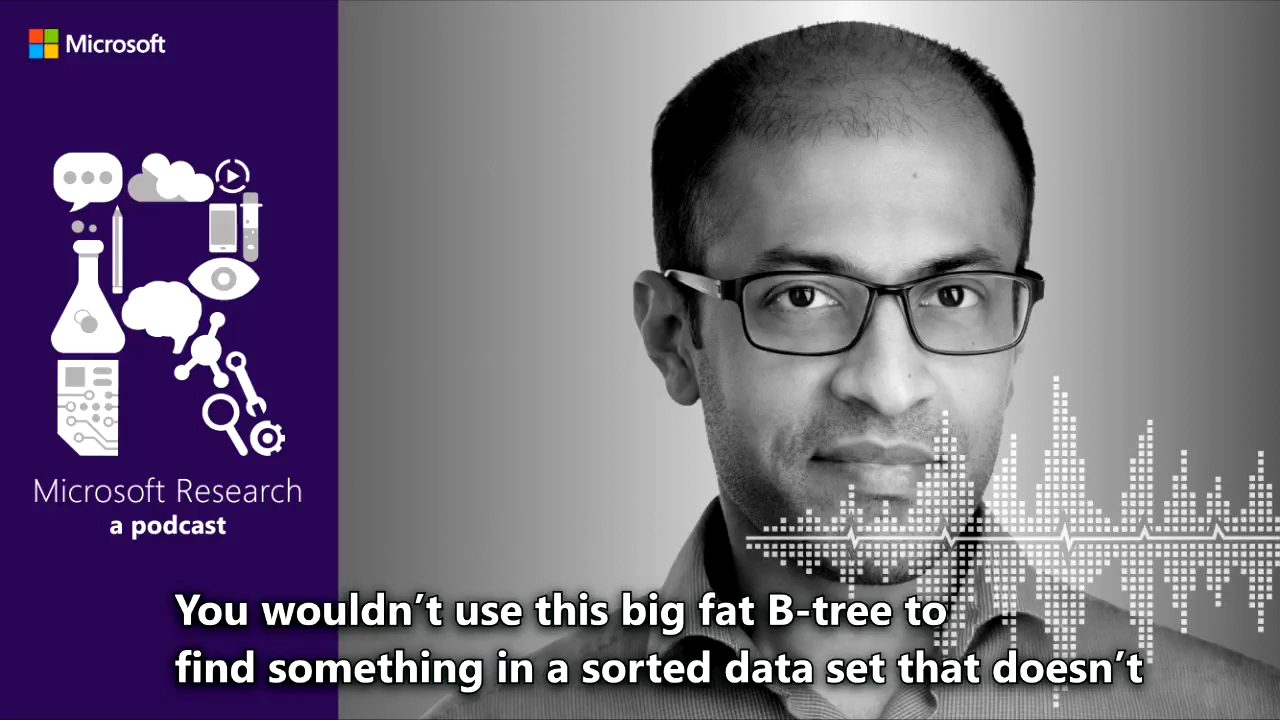 Microsoft
Microsoft Research
a podcast
You wouldn’t use this big fat B-tree to
find something in a sorted data set that doesn’t